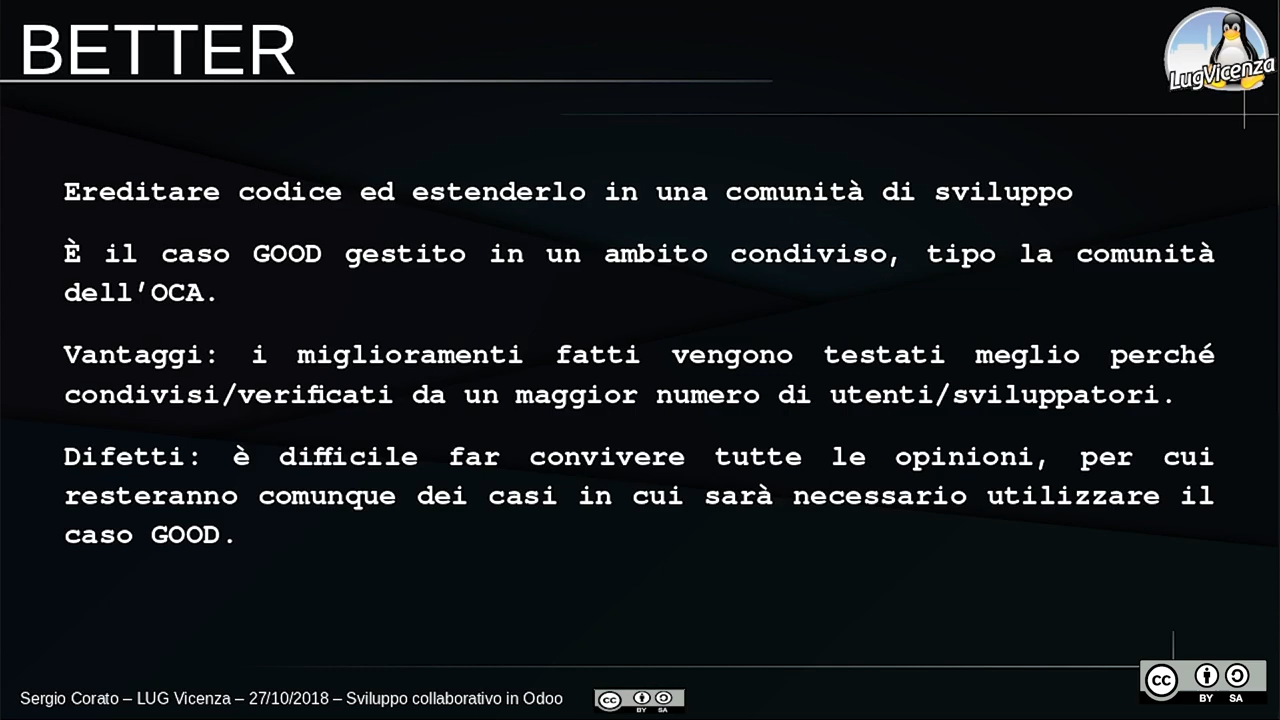 BETTER
LugVicenza
Ereditare codice ed estenderlo in una comunità di sviluppo
È il caso GOOD gestito in un ambito condiviso, tipo la comunità
dell'OCA.
Vantaggi: i miglioramenti fatti vengono testati meglio perché
condivisi/verificati da un maggior numero di utenti/sviluppatori.
Difetti: è difficile far convivere tutte le opinioni, per cui
resteranno comunque dei casi in cui sarà necessario utilizzare il
caso GOOD.
Sergio Corato – LUG Vicenza – 27/10/2018 – Sviluppo collaborativo in Odoo
cc BY SA
cc BY SA